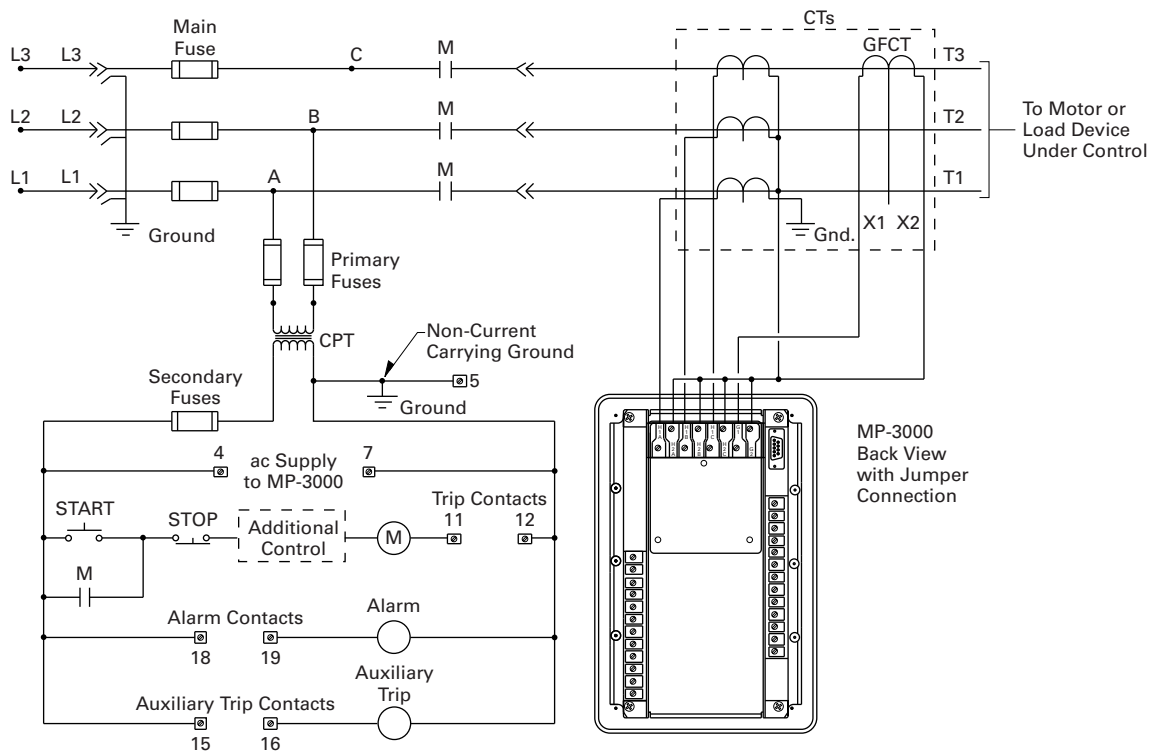 CTs
Main
Fuse
GFCT
L3
L3
C
M
T3
L2
L2
B
M
T2
To Motor or
Load Device
Under Control
L1
L1
A
M
T1
Ground
Gnd.
X1
X2
Primary
Fuses
CPT
Non-Current
Carrying Ground
5
Ground
Secondary
Fuses
4
ac Supply
to MP-3000
7
MP-3000
Back View
with Jumper
Connection
START
STOP
Additional
Control
M
Trip Contacts
11
12
M
Alarm Contacts
Alarm
18
19
Auxiliary
Trip
Auxiliary Trip Contacts
15
16